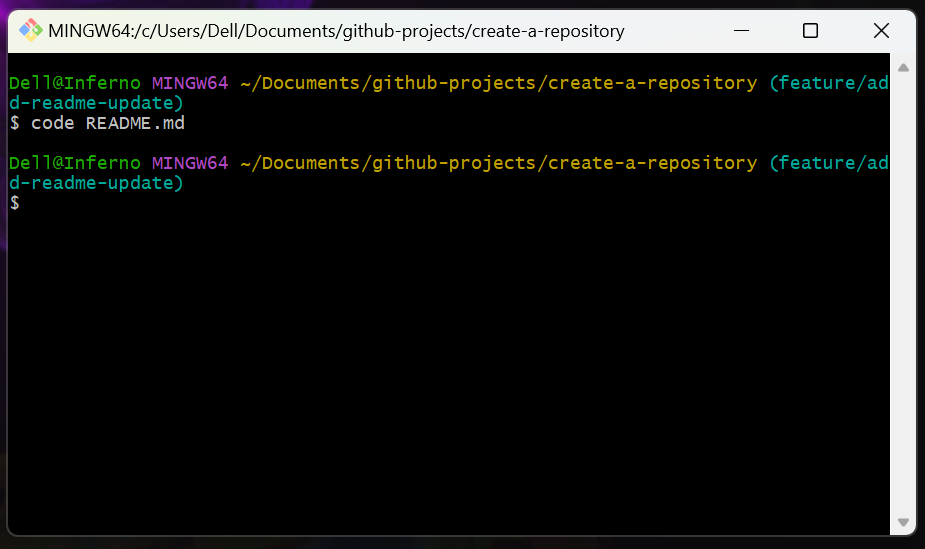 MINGW64:/c/Users/Dell/Documents/github-projects/create-a-repository
Dell@Inferno MINGW64 ~/Documents/github-projects/create-a-repository (feature/ad
d-readme-update)
$ code README.md
Dell@Inferno MINGW64 ~/Documents/github-projects/create-a-repository (feature/ad
d-readme-update)
$